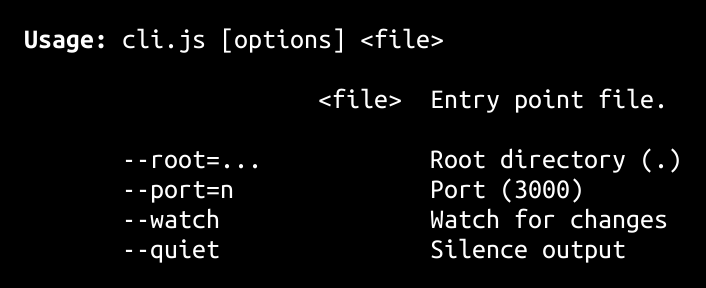 Usage: cli.js [options] <file>
<file> Entry point file.
--root=... Root directory (.)
--port=n Port (3000)
--watch Watch for changes
--quiet Silence output